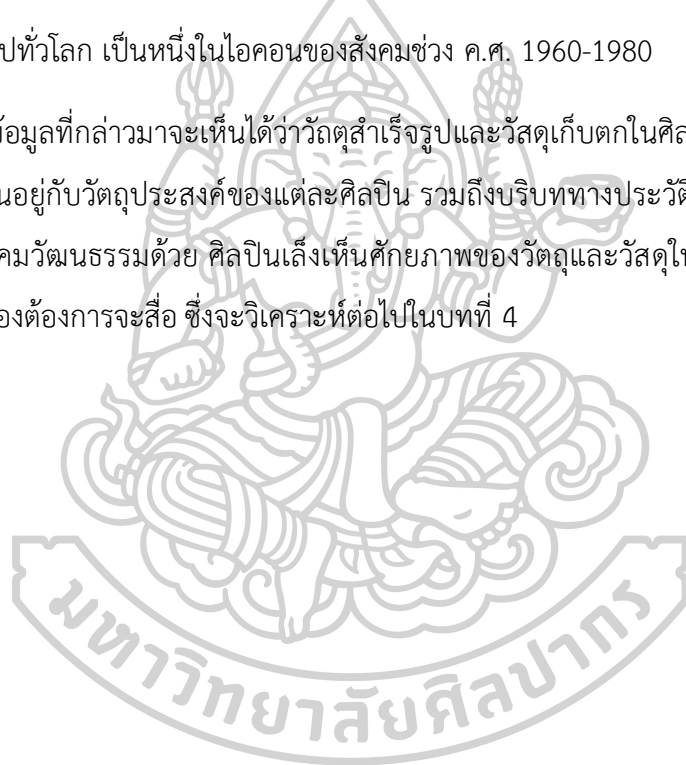 ปทั่วโลก เป็นหนึ่งในไอคอนของสังคมช่วง ค.ศ. 1960-1980
ข้อมูลที่กล่าวมาจะเห็นได้ว่าวัถตุสำเร็จรูปและวัสดุเก็บตกในศิล
นอยู่กับวัตถุประสงค์ของแต่ละศิลปิน รวมถึงบริบททางประวัติ
คมวัฒนธรรมด้วย ศิลปินเล็งเห็นศักยภาพของวัตถุและวัสดุใน
องต้องการจะสื่อ ซึ่งจะวิเคราะห์ต่อไปในบทที่ 4
มหาวิทยาลัยศิลปากร